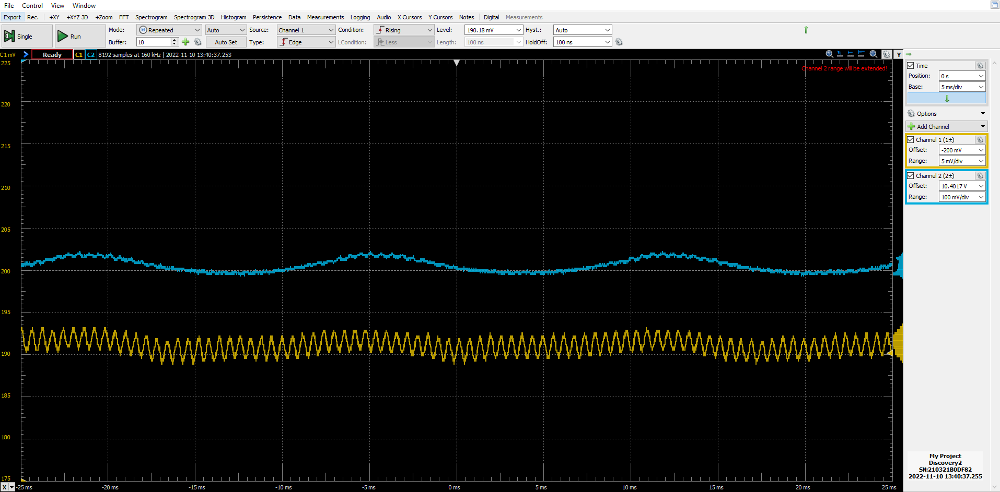 File Control View Window
Export Rec. +XY +XYZ 3D +Zoom FFT Spectrogram Spectrogram 3D Histogram Persistence Data Measurements Logging Audio X Cursors Y Cursors Notes Digital Measurements
Single Run Mode: Repeated Auto Source: Channel 1 Condition: Rising Level: 190.18 mV Hyst.: Auto
Buffer: 10 Auto Set Type: Edge LCondition: Less Length: 100 ns HoldOff: 100 ns
C1 mV Ready C1 C2 8192 samples at 160 kHz | 2022-11-10 13:40:37.253 Y
Channel 2 range will be extended!
225
220
215
210
205
200
195
190
185
180
175
X -25 ms -20 ms -15 ms -10 ms -5 ms 0 ms 5 ms 10 ms 15 ms 20 ms 25 ms
Time
Position: 0 s
Base: 5 ms/div
Options
Add Channel
Channel 1 (1±)
Offset: -200 mV
Range: 5 mV/div
Channel 2 (2±)
Offset: 10.4017 V
Range: 100 mV/div
My Project
Discovery2
SN:210321B0DF82
2022-11-10 13:40:37.255